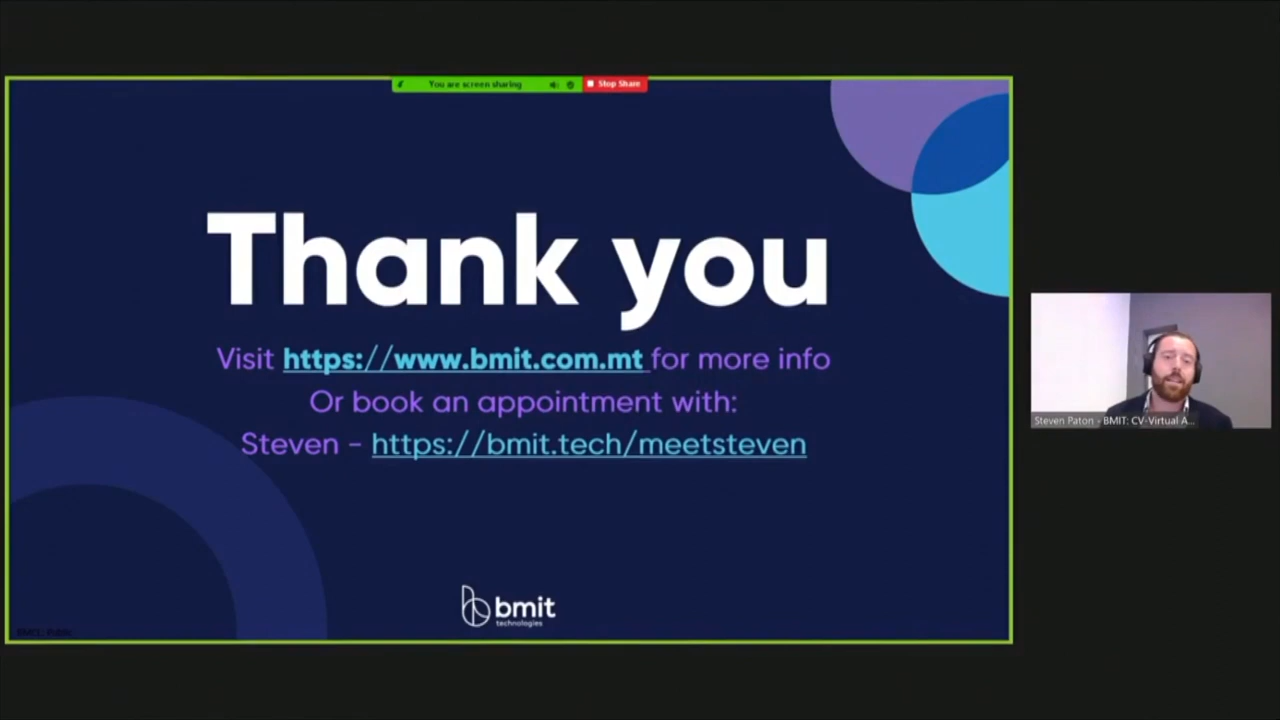 You are screen sharing
Stop Share
Thank you
Visit https://www.bmit.com.mt for more info
Or book an appointment with:
Steven - https://bmit.tech/meetsteven
bmit
technologies
Steven Paton - BMIT: CV-Virtual A...